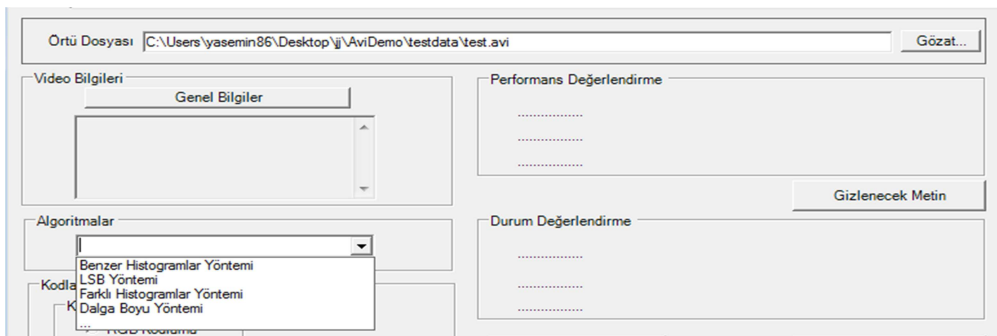 Örtü Dosyası C:\Users\yasemin86\Desktop\jj\AviDemo\testdata\test.avi Gözat...
Video Bilgileri
Genel Bilgiler
Performans Değerlendirme
.................
.................
.................
Gizlenecek Metin
Algoritmalar
Benzer Histogramlar Yöntemi
LSB Yöntemi
Farklı Histogramlar Yöntemi
Dalga Boyu Yöntemi
...
Durum Değerlendirme
.................
.................
.................
Kodla
K